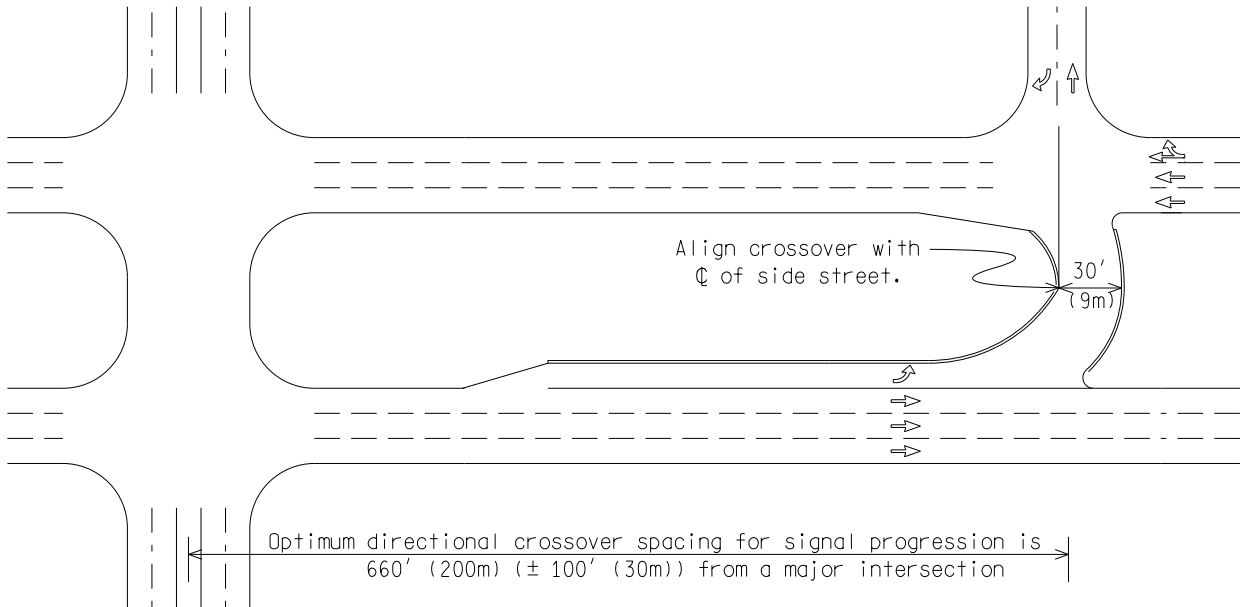 Align crossover with
℄ of side street.
30'
(9m)
Optimum directional crossover spacing for signal progression is
660' (200m) (± 100' (30m)) from a major intersection